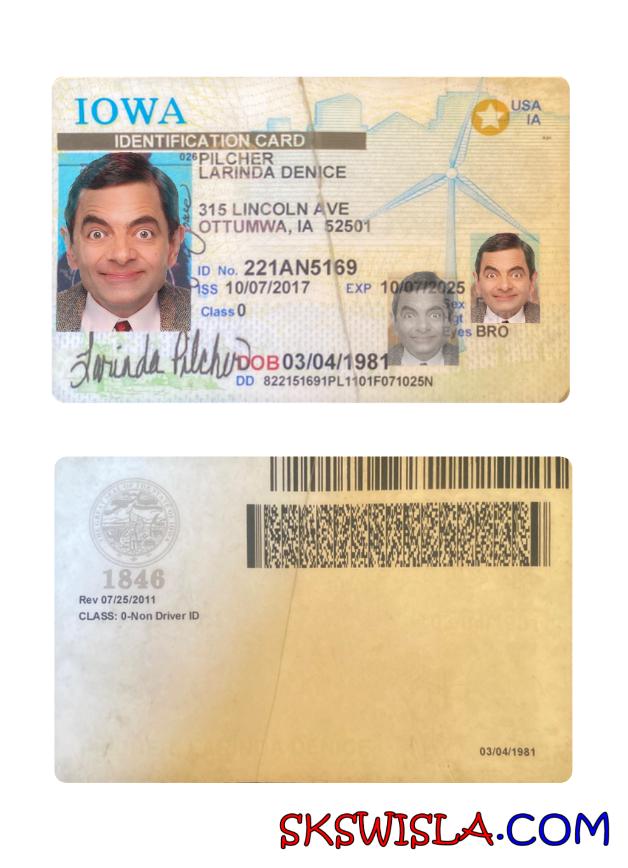 IOWA
USA
IA
IDENTIFICATION CARD
026 PILCHER
LARINDA DENICE
315 LINCOLN AVE
OTTUMWA, IA 52501
ID No. 221AN5169
ISS 10/07/2017 EXP 10/07/2025
Class 0
Sex
Eyes BRO
Larinda Pilcher
DOB 03/04/1981
DD 822151691PL1101F071025N
1846
Rev 07/25/2011
CLASS: 0-Non Driver ID
LARINDA DENICE
03/04/1981
SKSWISLA.COM